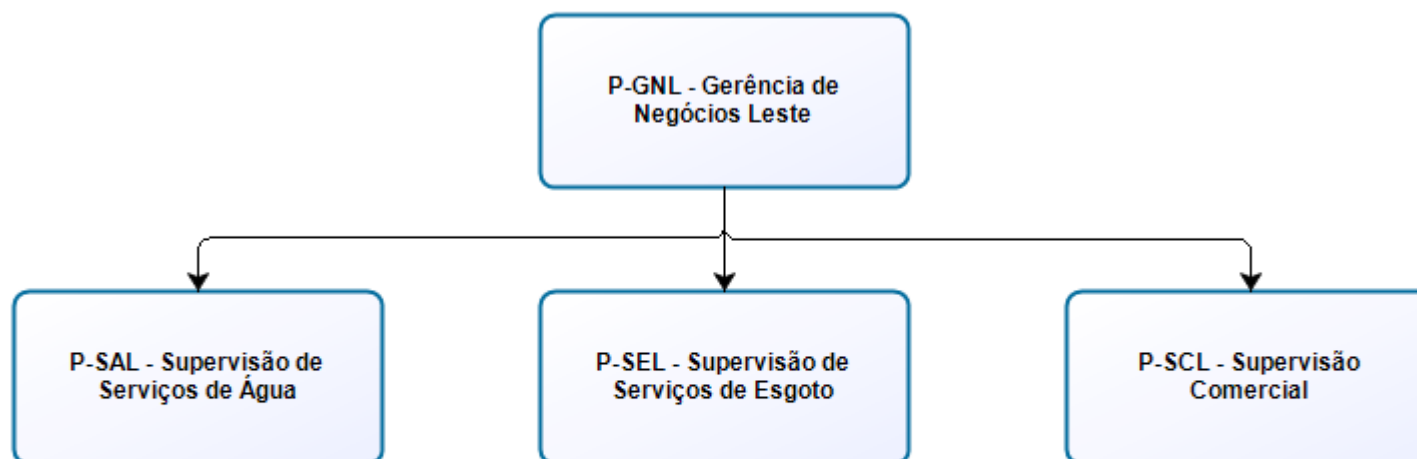 P-GNL - Gerência de
Negócios Leste
P-SAL - Supervisão de
Serviços de Água
P-SEL - Supervisão de
Serviços de Esgoto
P-SCL - Supervisão
Comercial